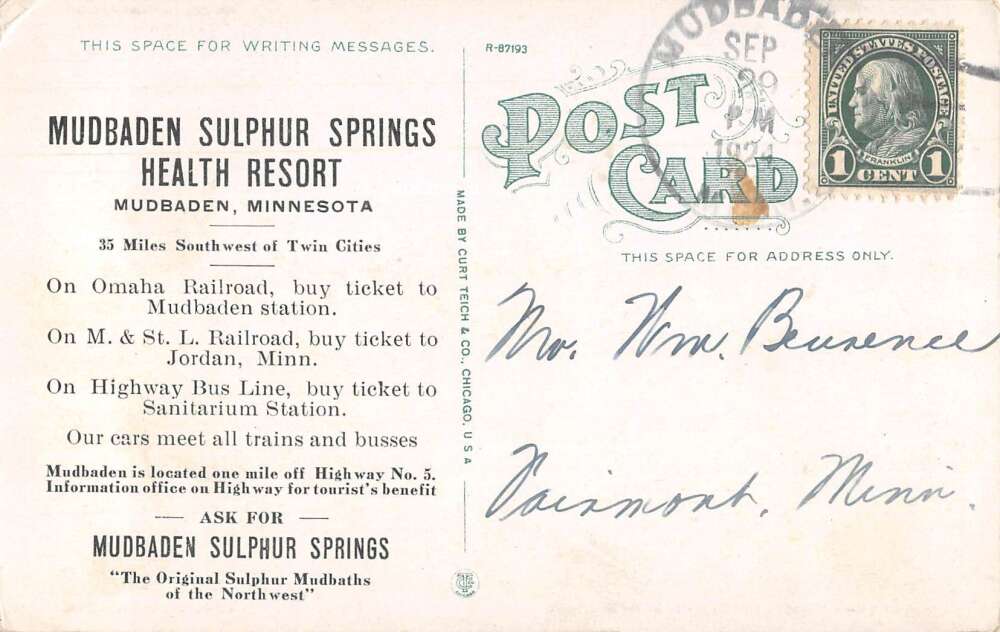 THIS SPACE FOR WRITING MESSAGES.
MUDBADEN SULPHUR SPRINGS
HEALTH RESORT
MUDBADEN, MINNESOTA
35 Miles Southwest of Twin Cities
On Omaha Railroad, buy ticket to
Mudbaden station.
On M. & St. L. Railroad, buy ticket to
Jordan, Minn.
On Highway Bus Line, buy ticket to
Sanitarium Station.
Our cars meet all trains and busses
Mudbaden is located one mile off Highway No. 5.
Information office on Highway for tourist's benefit
— ASK FOR —
MUDBADEN SULPHUR SPRINGS
"The Original Sulphur Mudbaths
of the Northwest"
MADE BY CURT TEICH & CO., CHICAGO, U.S.A
R-87193
POST
CARD
SEP
P M
UNITED STATES POSTAGE
FRANKLIN
1 CENT 1
THIS SPACE FOR ADDRESS ONLY.
Mr. Wm.
Fairmont, Minn.